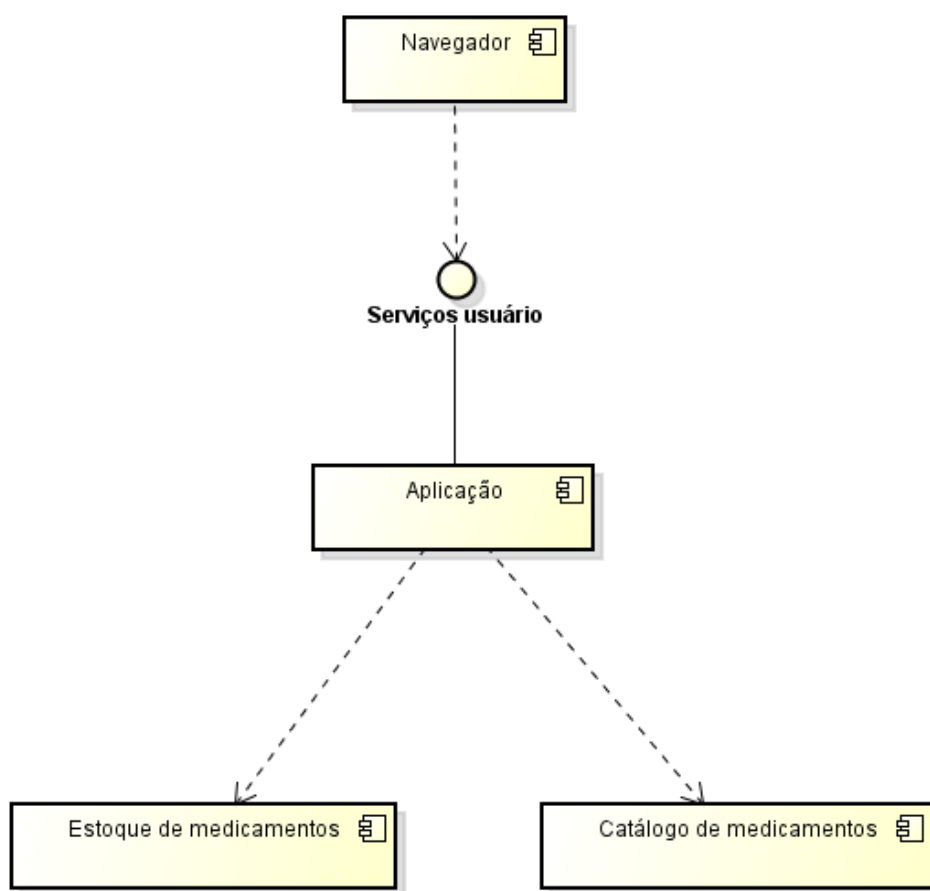 Navegador
Serviços usuário
Aplicação
Estoque de medicamentos
Catálogo de medicamentos